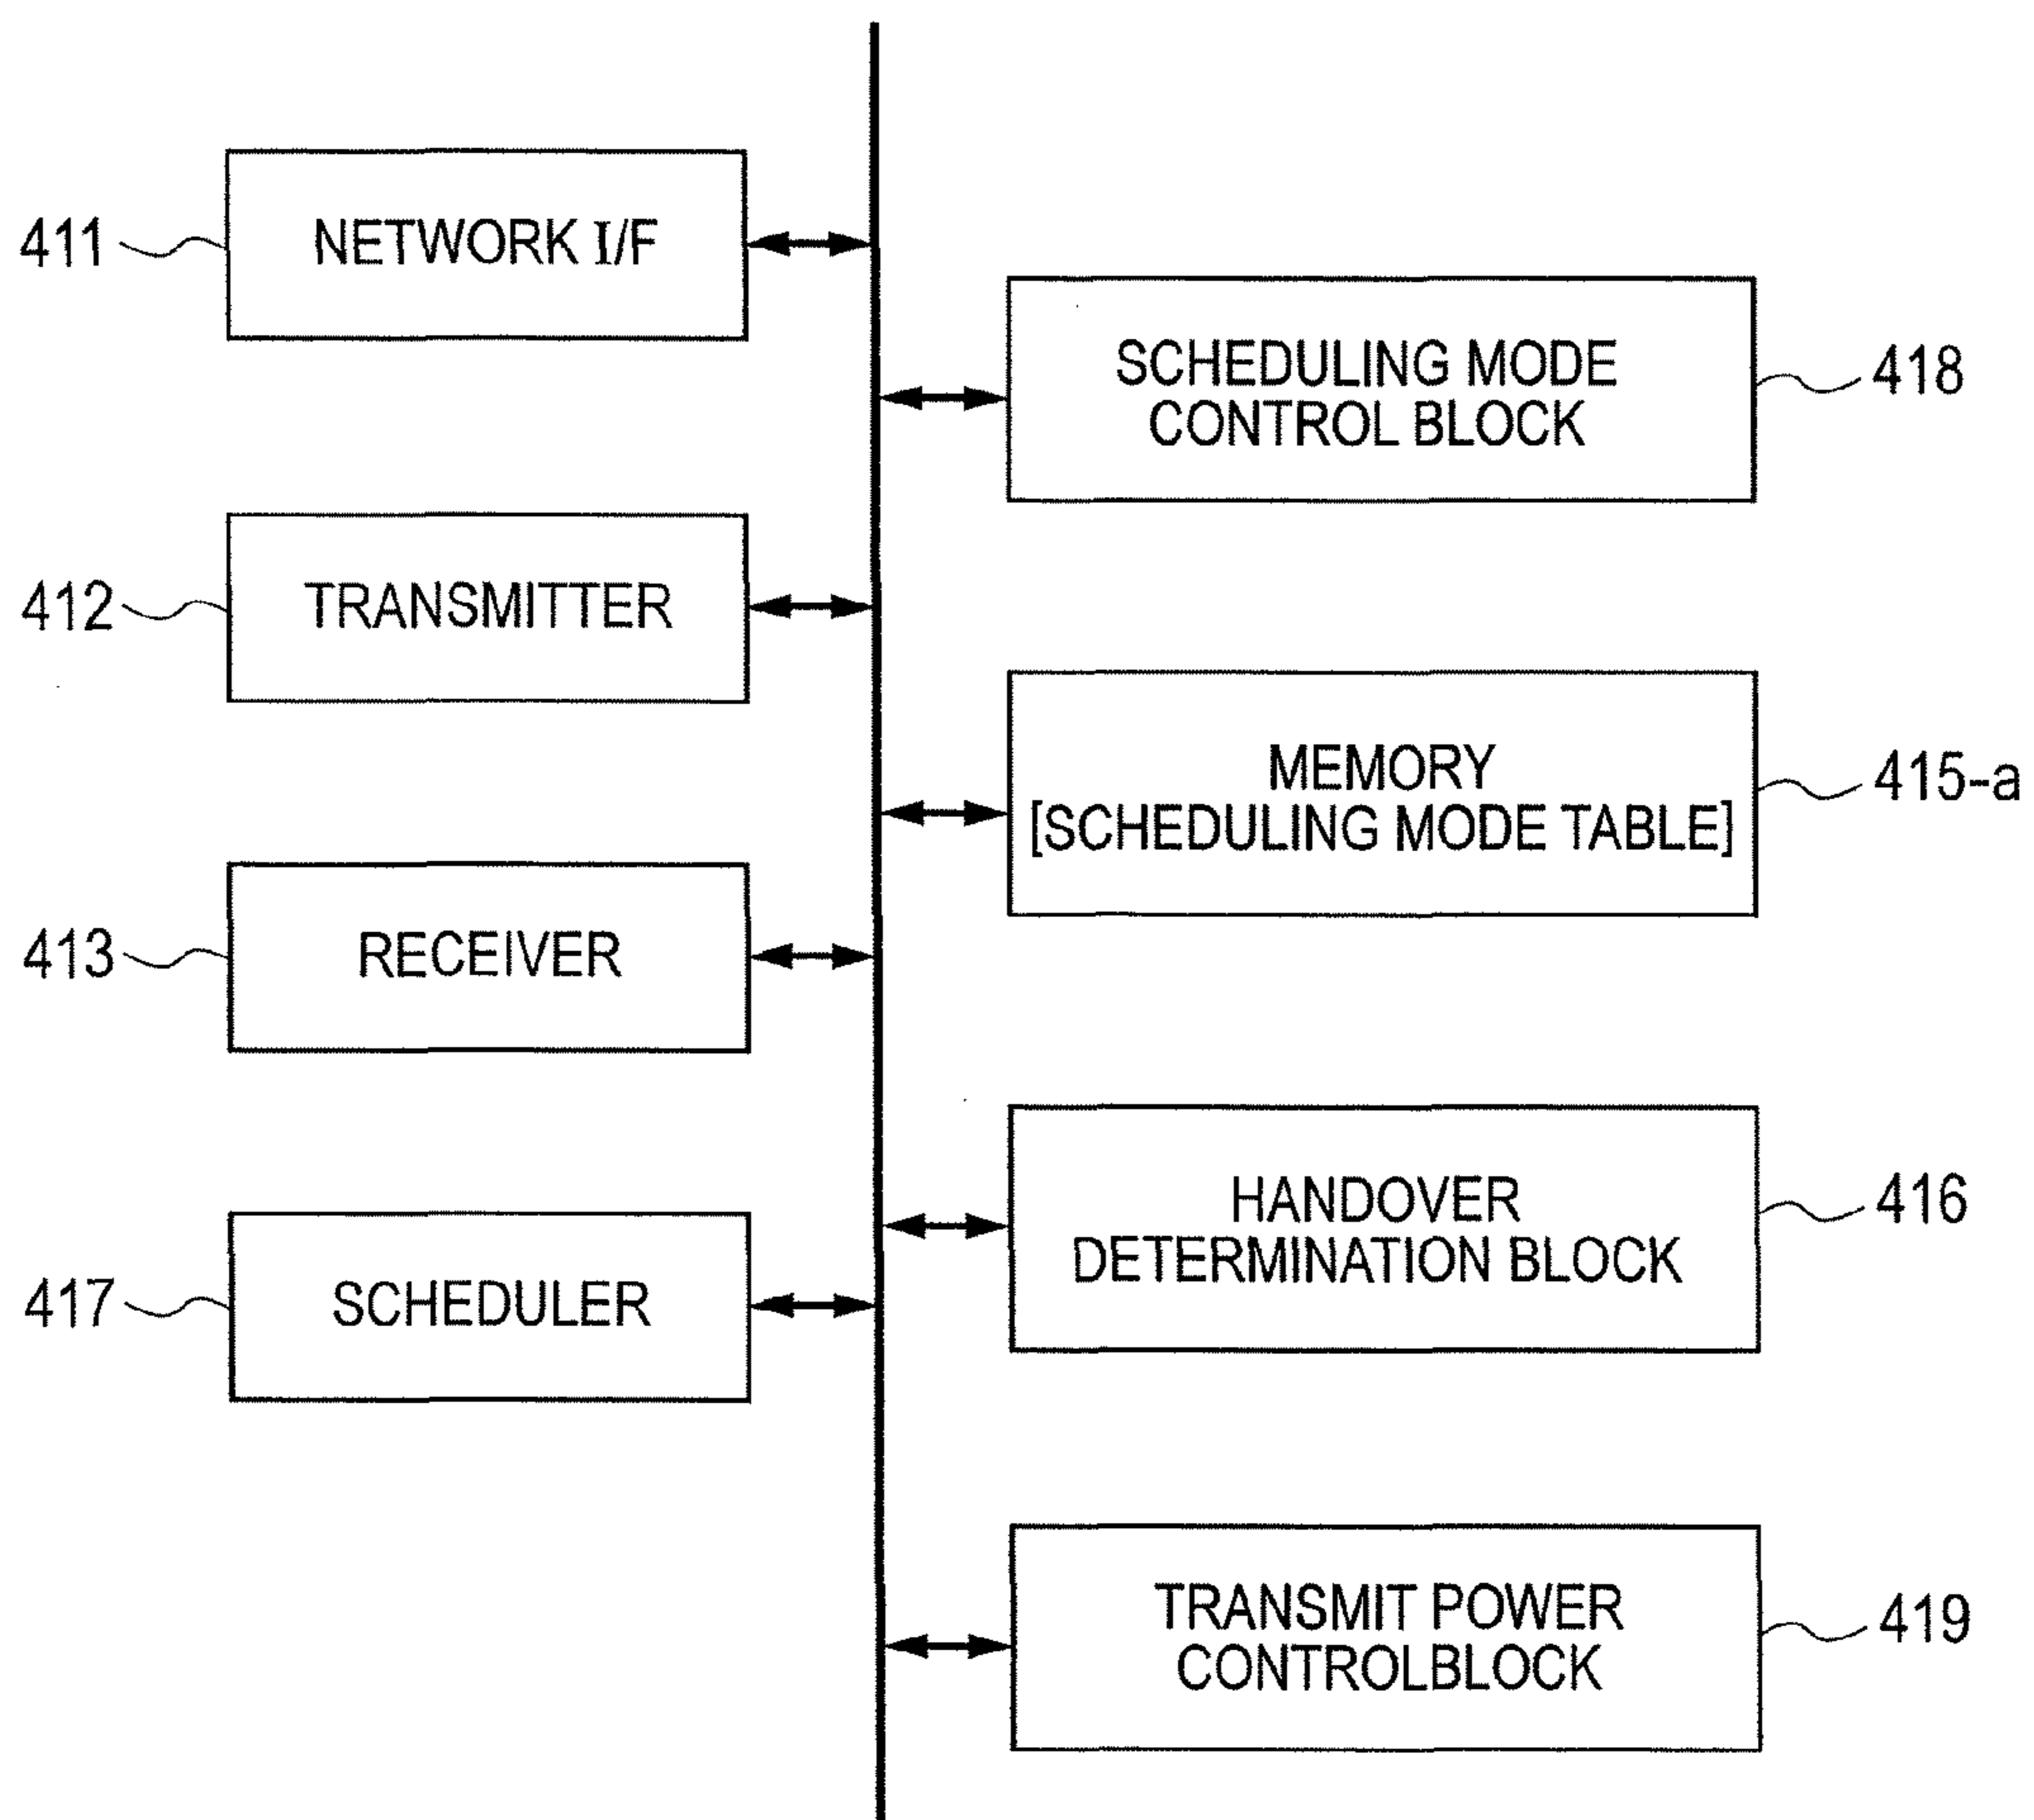 411
NETWORK I/F
SCHEDULING MODE
CONTROL BLOCK
418
412
TRANSMITTER
MEMORY
[SCHEDULING MODE TABLE]
415-a
413
RECEIVER
HANDOVER
DETERMINATION BLOCK
416
417
SCHEDULER
TRANSMIT POWER
CONTROLBLOCK
419